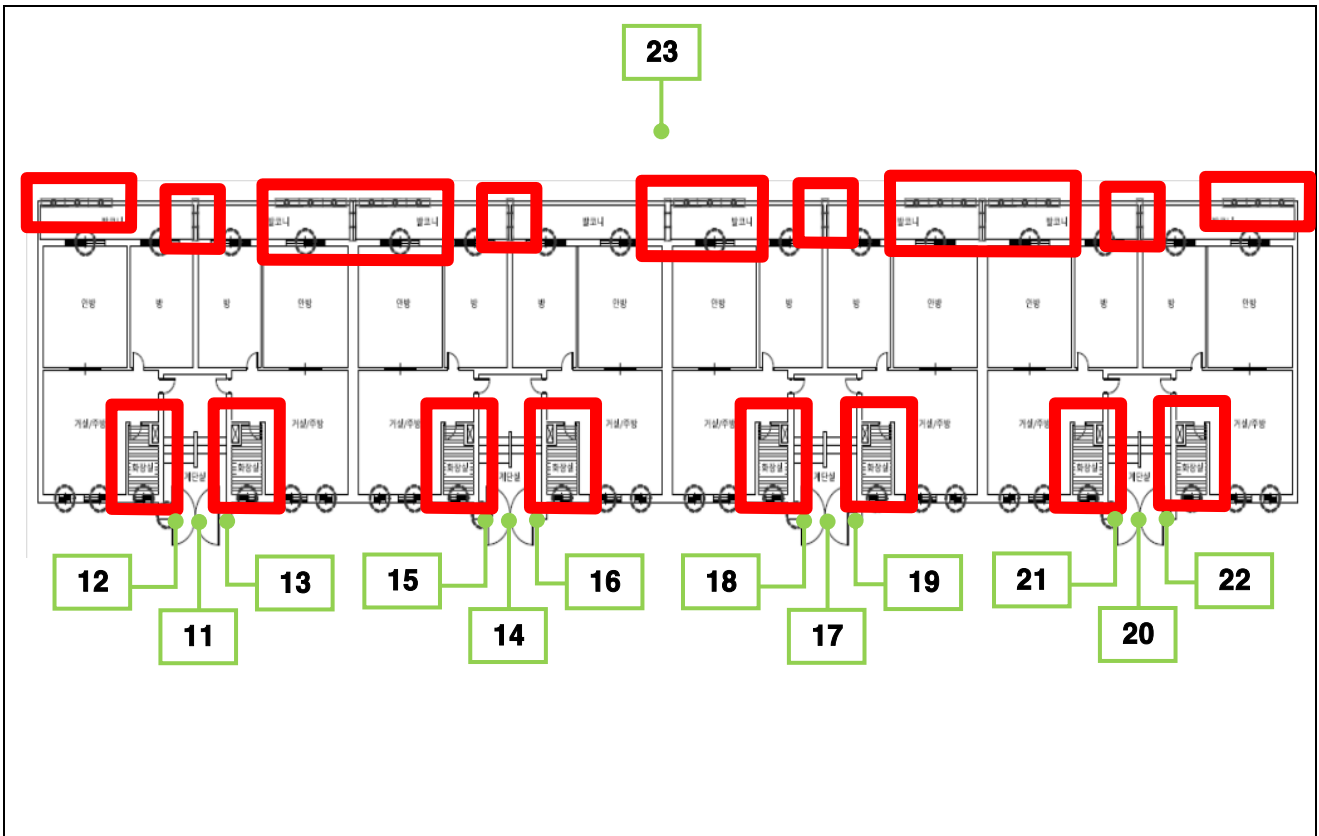 23
발코니 발코니 발코니 발코니 발코니 발코니 발코니
안방 방 방 안방 안방 방 방 안방 안방 방 방 안방 안방 방 방 안방
거실/주방 거실/주방 거실/주방 거실/주방 거실/주방 거실/주방 거실/주방 거실/주방
화장실 화장실 화장실 화장실 화장실 화장실 화장실 화장실
계단실 계단실 계단실 계단실
12 13 15 16 18 19 21 22
11 14 17 20